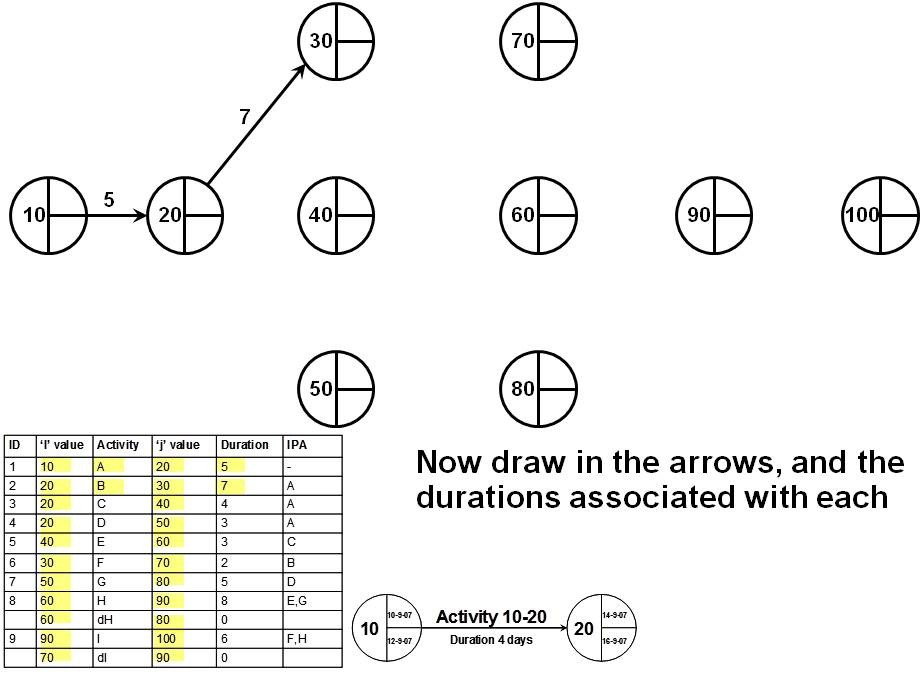 30
70
7
10
5
20
40
60
90
100
50
80
ID 'I' value Activity 'j' value Duration IPA
1 10 A 20 5 -
2 20 B 30 7 A
3 20 C 40 4 A
4 20 D 50 3 A
5 40 E 60 3 C
6 30 F 70 2 B
7 50 G 80 5 D
8 60 H 90 8 E,G
60 dH 80 0
9 90 I 100 6 F,H
70 dI 90 0
Now draw in the arrows, and the
durations associated with each
10
10-9-07
12-9-07
Activity 10-20
Duration 4 days
20
14-9-07
16-9-07